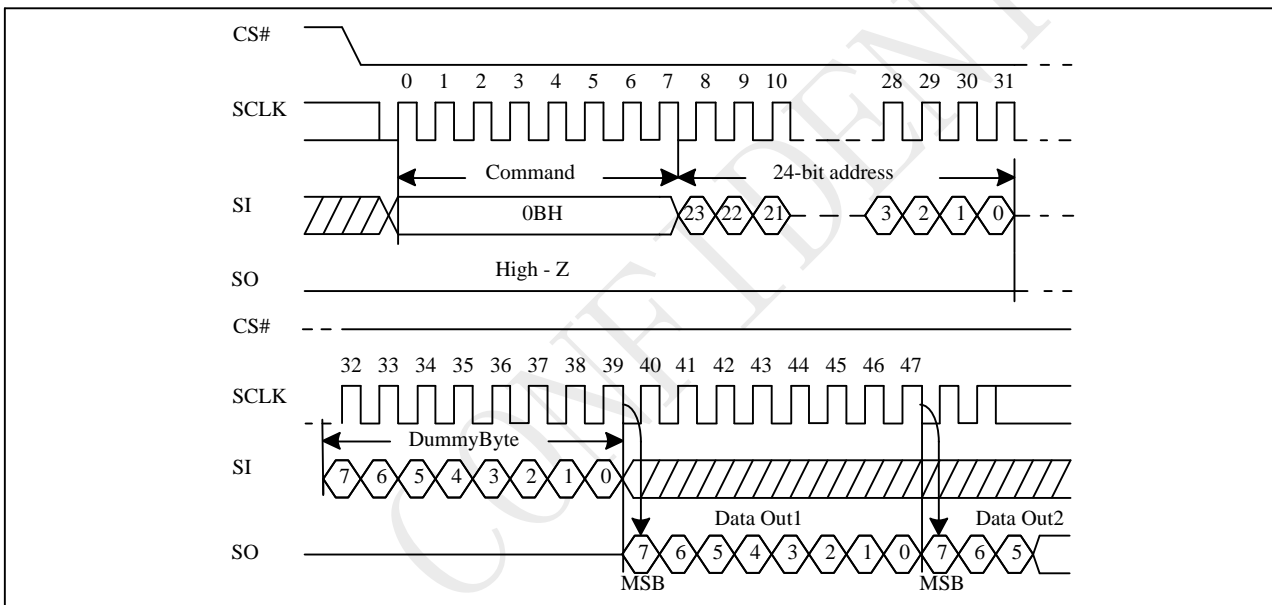 CS#
0 1 2 3 4 5 6 7 8 9 10 28 29 30 31
SCLK
Command 24-bit address
SI 0BH 23 22 21 3 2 1 0
High - Z
SO
CS#
32 33 34 35 36 37 38 39 40 41 42 43 44 45 46 47
SCLK
DummyByte
SI 7 6 5 4 3 2 1 0
Data Out1 Data Out2
SO 7 6 5 4 3 2 1 0 7 6 5
MSB MSB
CONFIDENT